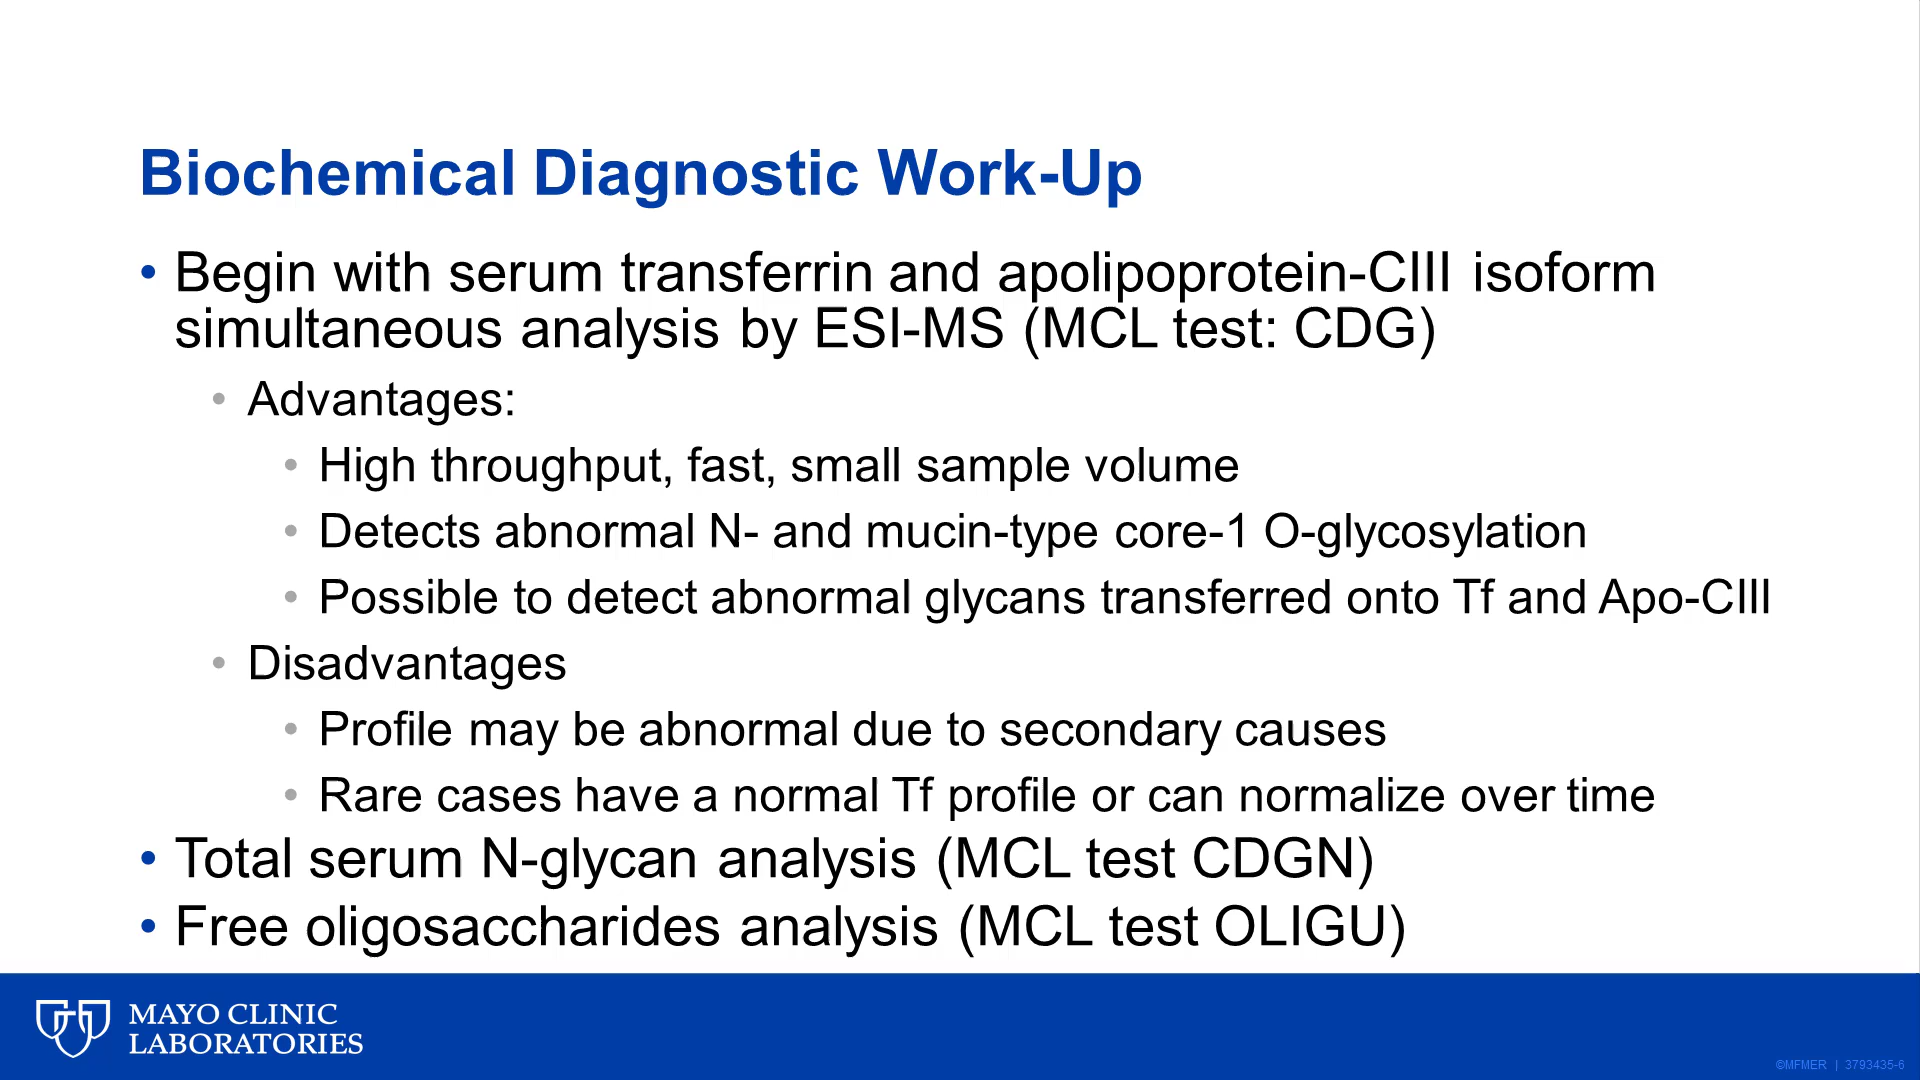 Biochemical Diagnostic Work-Up
• Begin with serum transferrin and apolipoprotein-CIII isoform
simultaneous analysis by ESI-MS (MCL test: CDG)
• Advantages:
• High throughput, fast, small sample volume
• Detects abnormal N- and mucin-type core-1 O-glycosylation
• Possible to detect abnormal glycans transferred onto Tf and Apo-CIII
• Disadvantages
• Profile may be abnormal due to secondary causes
• Rare cases have a normal Tf profile or can normalize over time
• Total serum N-glycan analysis (MCL test CDGN)
• Free oligosaccharides analysis (MCL test OLIGU)
MAYO CLINIC
LABORATORIES
©MFMER | 3793435-6